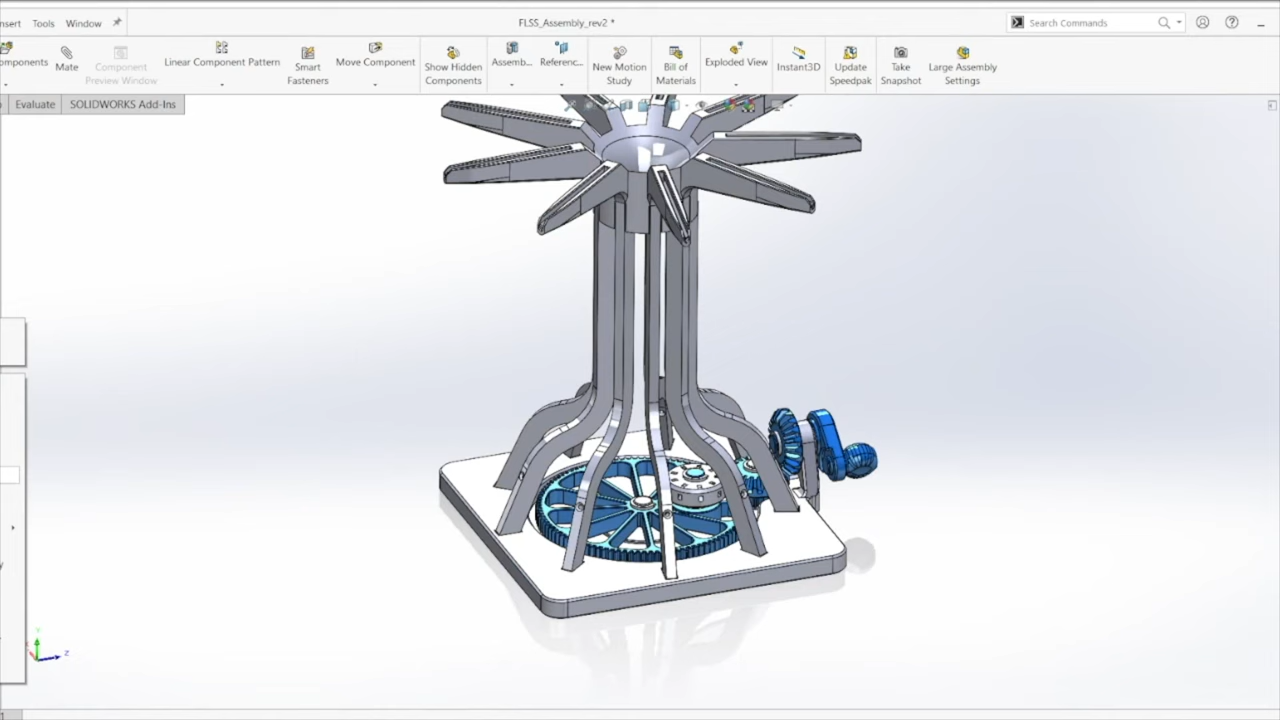 nsert Tools Window FLSS_Assembly_rev2 * Search Commands
omponents Mate Component Preview Window Linear Component Pattern Smart Fasteners Move Component Show Hidden Components Assemb... Referenc... New Motion Study Bill of Materials Exploded View Instant3D Update Speedpak Take Snapshot Large Assembly Settings
Evaluate SOLIDWORKS Add-Ins
Y
Z